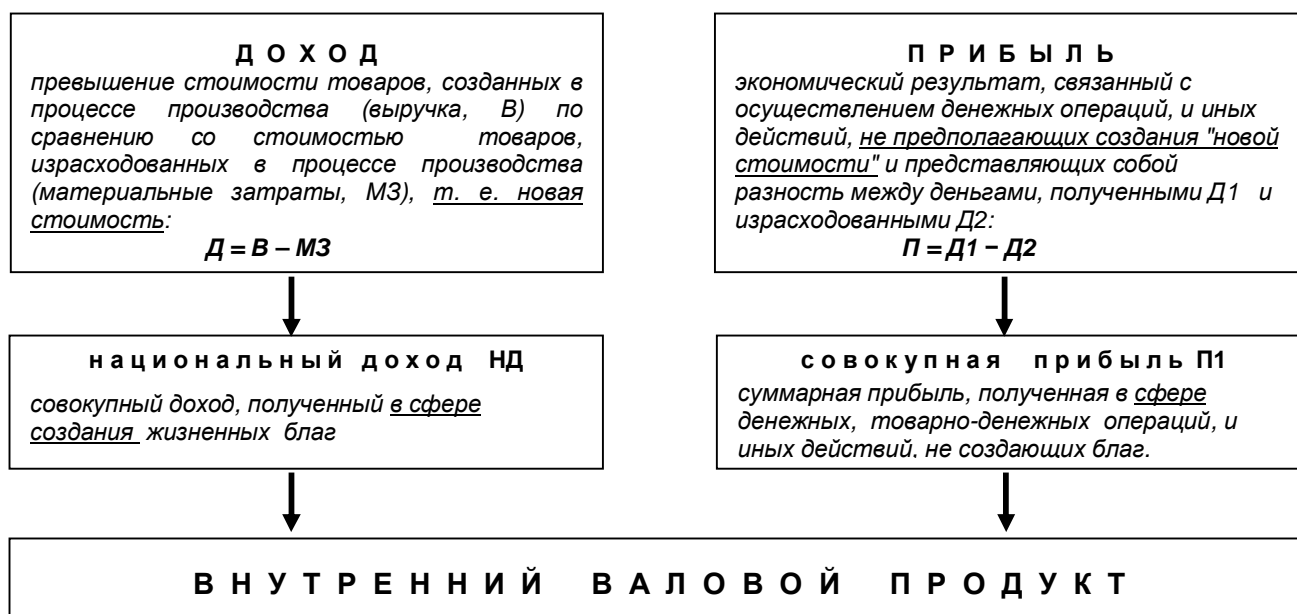 Д О Х О Д
превышение стоимости товаров, созданных в
процессе производства (выручка, В) по
сравнению со стоимостью товаров,
израсходованных в процессе производства
(материальные затраты, МЗ), т. е. новая
стоимость:
Д = В – МЗ
П Р И Б Ы Л Ь
экономический результат, связанный с
осуществлением денежных операций, и иных
действий, не предполагающих создания "новой
стоимости" и представляющих собой
разность между деньгами, полученными Д1 и
израсходованными Д2:
П = Д1 − Д2
н а ц и о н а л ь н ы й д о х о д НД
совокупный доход, полученный в сфере
создания жизненных благ
с о в о к у п н а я п р и б ы л ь П1
суммарная прибыль, полученная в сфере
денежных, товарно-денежных операций, и
иных действий, не создающих благ.
В Н У Т Р Е Н Н И Й В А Л О В О Й П Р О Д У К Т